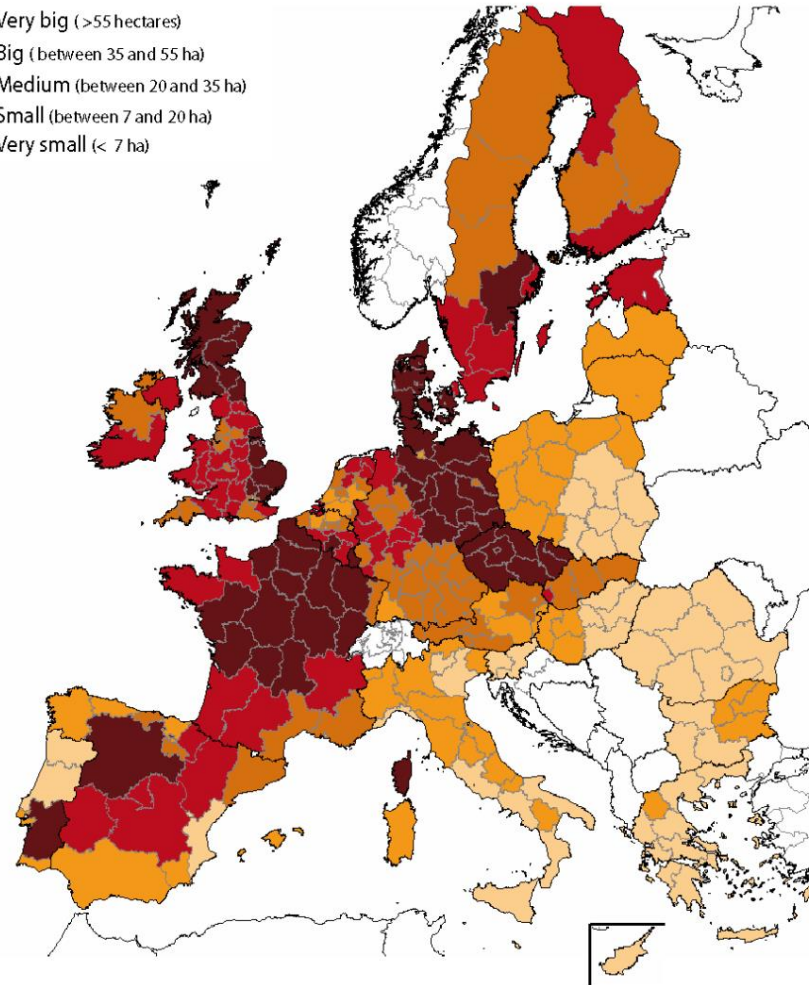 Very big (>55 hectares)
Big (between 35 and 55 ha)
Medium (between 20 and 35 ha)
Small (between 7 and 20 ha)
Very small (< 7 ha)